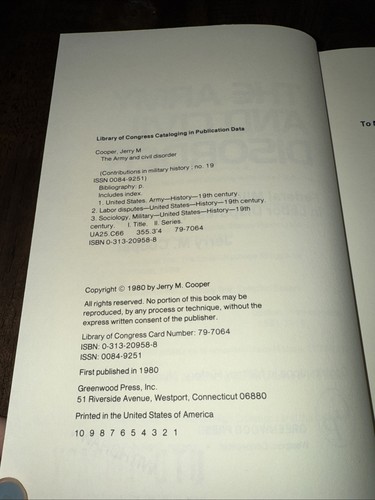 Library of Congress Cataloging in Publication Data
Cooper, Jerry M
The Army and civil disorder
(Contributions in military history ; no. 19
ISSN 0084-9251)
Bibliography: p.
Includes index.
1. United States. Army—History—19th century.
2. Labor disputes—United States—History—19th century.
3. Sociology, Military—United States—History—19th
century. I. Title. II. Series.
UA25.C66 355.3'4 79-7064
ISBN 0-313-20958-8
To
Copyright © 1980 by Jerry M. Cooper
All rights reserved. No portion of this book may be
reproduced, by any process or technique, without the
express written consent of the publisher.
Library of Congress Card Number: 79-7064
ISBN: 0-313-20958-8
ISSN: 0084-9251
First published in 1980
Greenwood Press, Inc.
51 Riverside Avenue, Westport, Connecticut 06880
Printed in the United States of America
10 9 8 7 6 5 4 3 2 1